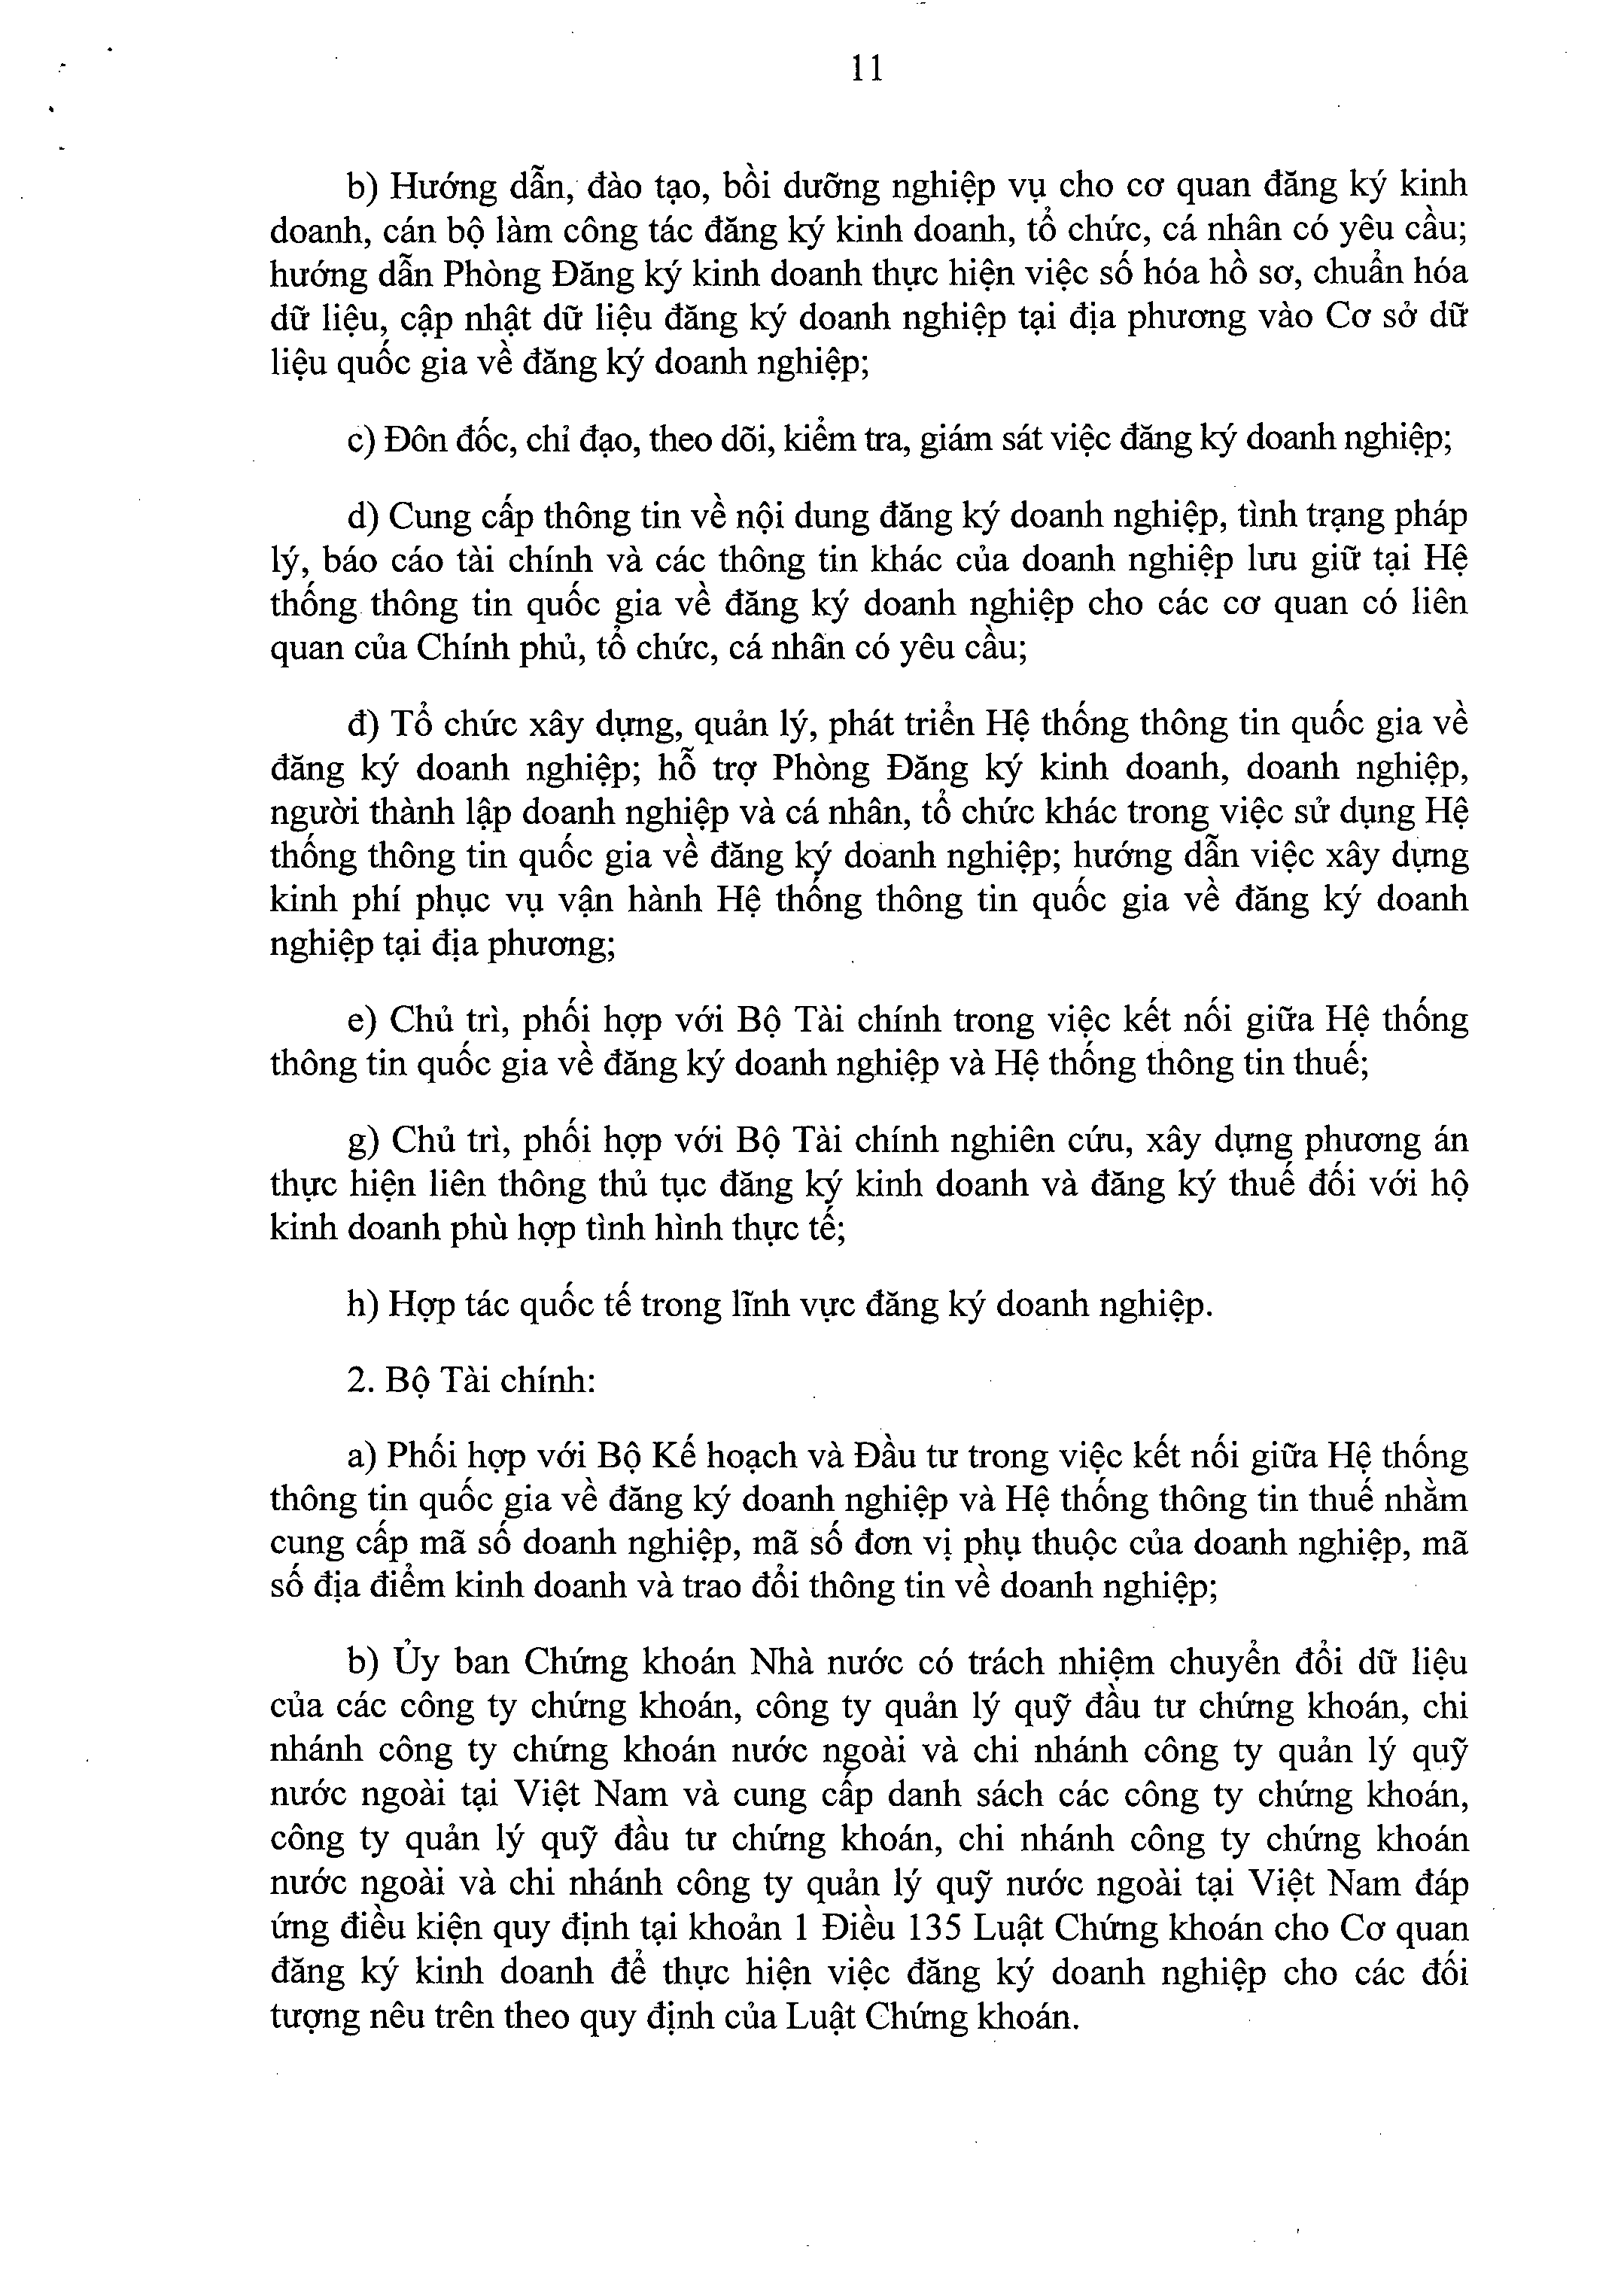 11
b) Hướng dẫn, đào tạo, bồi dưỡng nghiệp vụ cho cơ quan đăng ký kinh
doanh, cán bộ làm công tác đăng ký kinh doanh, tổ chức, cá nhân có yêu cầu;
hướng dẫn Phòng Đăng ký kinh doanh thực hiện việc số hóa hồ sơ, chuẩn hóa
dữ liệu, cập nhật dữ liệu đăng ký doanh nghiệp tại địa phương vào Cơ sở dữ
liệu quốc gia về đăng ký doanh nghiệp;
c) Đôn đốc, chỉ đạo, theo dõi, kiểm tra, giám sát việc đăng ký doanh nghiệp;
d) Cung cấp thông tin về nội dung đăng ký doanh nghiệp, tình trạng pháp
lý, báo cáo tài chính và các thông tin khác của doanh nghiệp lưu giữ tại Hệ
thống thông tin quốc gia về đăng ký doanh nghiệp cho các cơ quan có liên
quan của Chính phủ, tổ chức, cá nhân có yêu cầu;
đ) Tổ chức xây dựng, quản lý, phát triển Hệ thống thông tin quốc gia về
đăng ký doanh nghiệp; hỗ trợ Phòng Đăng ký kinh doanh, doanh nghiệp,
người thành lập doanh nghiệp và cá nhân, tổ chức khác trong việc sử dụng Hệ
thống thông tin quốc gia về đăng ký doanh nghiệp; hướng dẫn việc xây dựng
kinh phí phục vụ vận hành Hệ thống thông tin quốc gia về đăng ký doanh
nghiệp tại địa phương;
e) Chủ trì, phối hợp với Bộ Tài chính trong việc kết nối giữa Hệ thống
thông tin quốc gia về đăng ký doanh nghiệp và Hệ thống thông tin thuế;
g) Chủ trì, phối hợp với Bộ Tài chính nghiên cứu, xây dựng phương án
thực hiện liên thông thủ tục đăng ký kinh doanh và đăng ký thuế đối với hộ
kinh doanh phù hợp tình hình thực tế;
h) Hợp tác quốc tế trong lĩnh vực đăng ký doanh nghiệp.
2. Bộ Tài chính:
a) Phối hợp với Bộ Kế hoạch và Đầu tư trong việc kết nối giữa Hệ thống
thông tin quốc gia về đăng ký doanh nghiệp và Hệ thống thông tin thuế nhằm
cung cấp mã số doanh nghiệp, mã số đơn vị phụ thuộc của doanh nghiệp, mã
số địa điểm kinh doanh và trao đổi thông tin về doanh nghiệp;
b) Ủy ban Chứng khoán Nhà nước có trách nhiệm chuyển đổi dữ liệu
của các công ty chứng khoán, công ty quản lý quỹ đầu tư chứng khoán, chi
nhánh công ty chứng khoán nước ngoài và chi nhánh công ty quản lý quỹ
nước ngoài tại Việt Nam và cung cấp danh sách các công ty chứng khoán,
công ty quản lý quỹ đầu tư chứng khoán, chi nhánh công ty chứng khoán
nước ngoài và chi nhánh công ty quản lý quỹ nước ngoài tại Việt Nam đáp
ứng điều kiện quy định tại khoản 1 Điều 135 Luật Chứng khoán cho Cơ quan
đăng ký kinh doanh để thực hiện việc đăng ký doanh nghiệp cho các đối
tượng nêu trên theo quy định của Luật Chứng khoán.